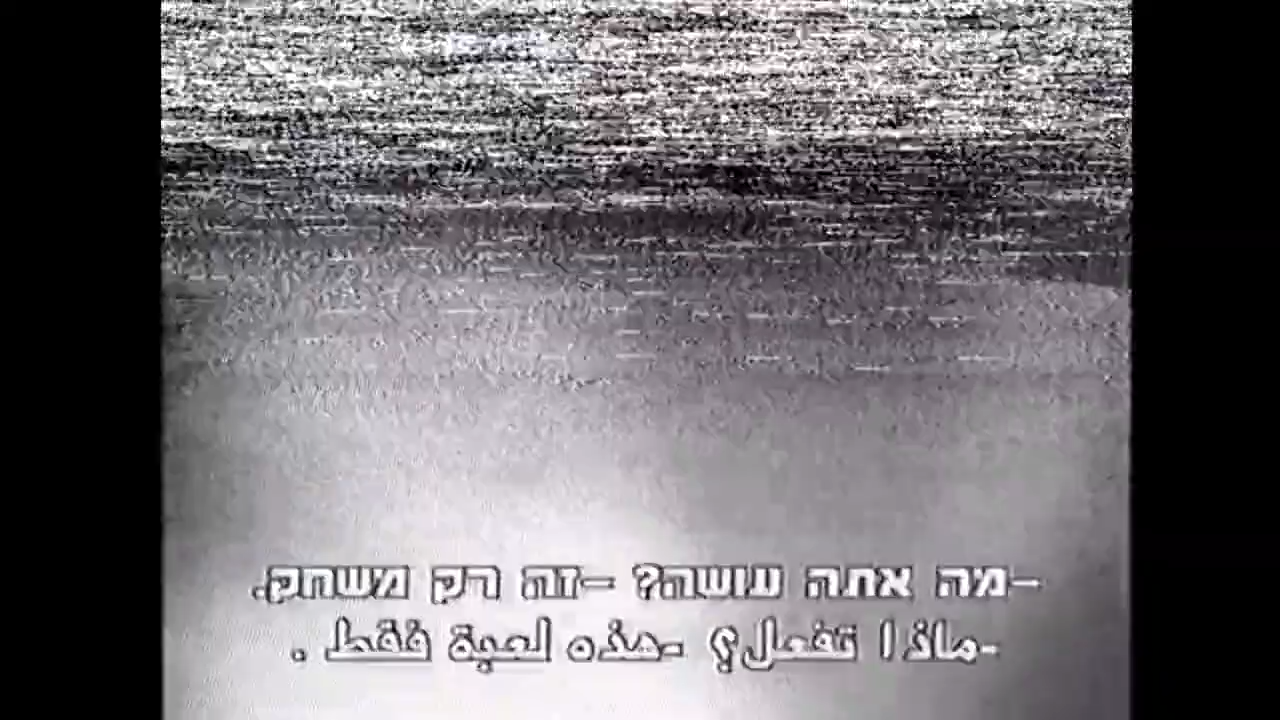 -מה אתה עושה? -זה רק משחק.
-ماذا تفعل؟ -هذه لعبة فقط .